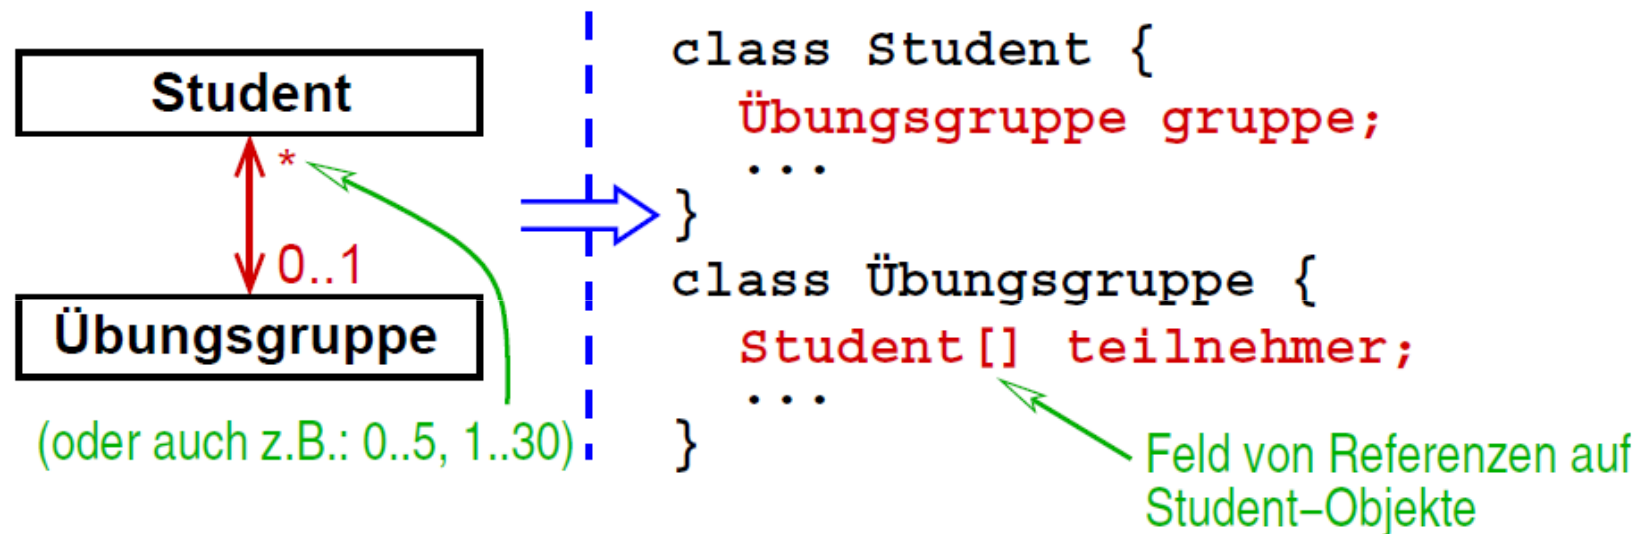 Student
*
0..1
Übungsgruppe
(oder auch z.B.: 0..5, 1..30)
class Student {
Übungsgruppe gruppe;
...
}
class Übungsgruppe {
Student[] teilnehmer;
...
}
Feld von Referenzen auf
Student–Objekte